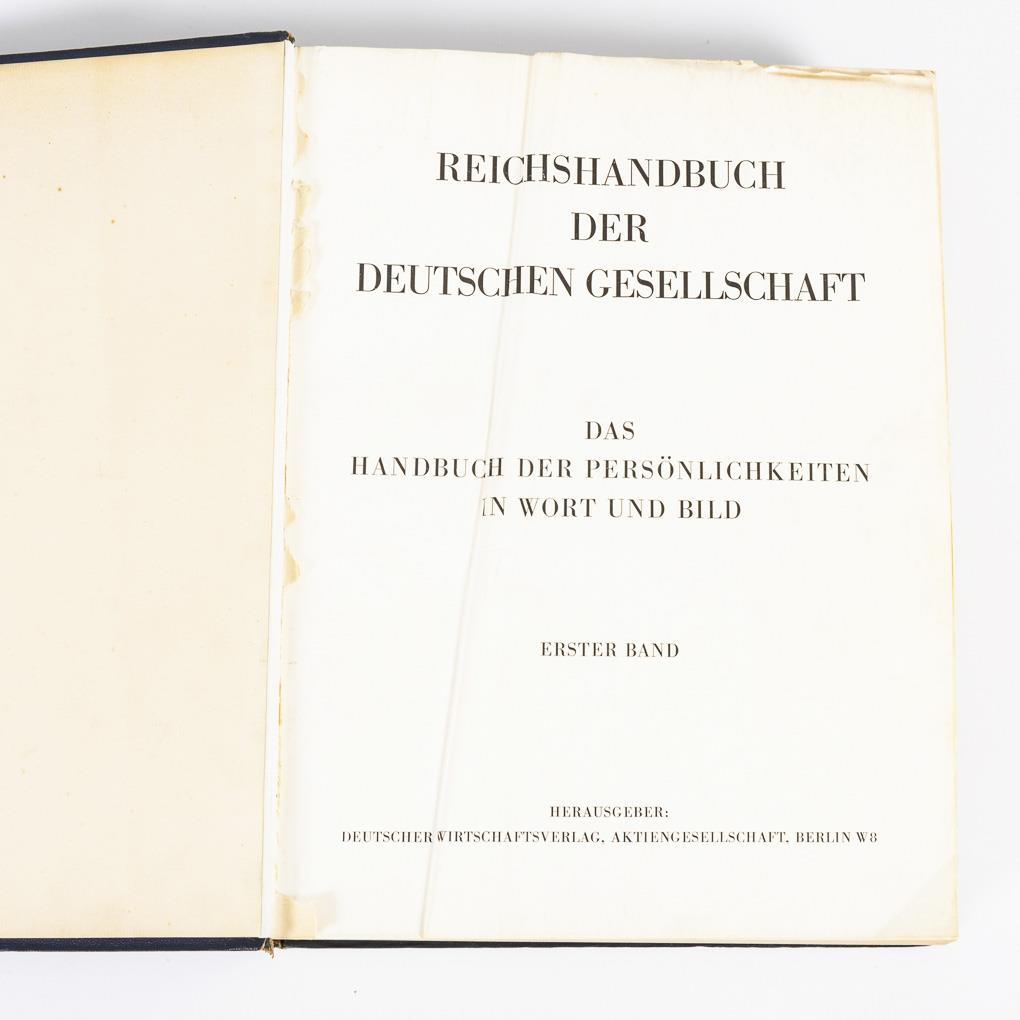 REICHSHANDBUCH
DER
DEUTSCHEN GESELLSCHAFT
DAS
HANDBUCH DER PERSÖNLICHKEITEN
IN WORT UND BILD
ERSTER BAND
HERAUSGEBER:
DEUTSCHER WIRTSCHAFTSVERLAG, AKTIENGESELLSCHAFT, BERLIN W8